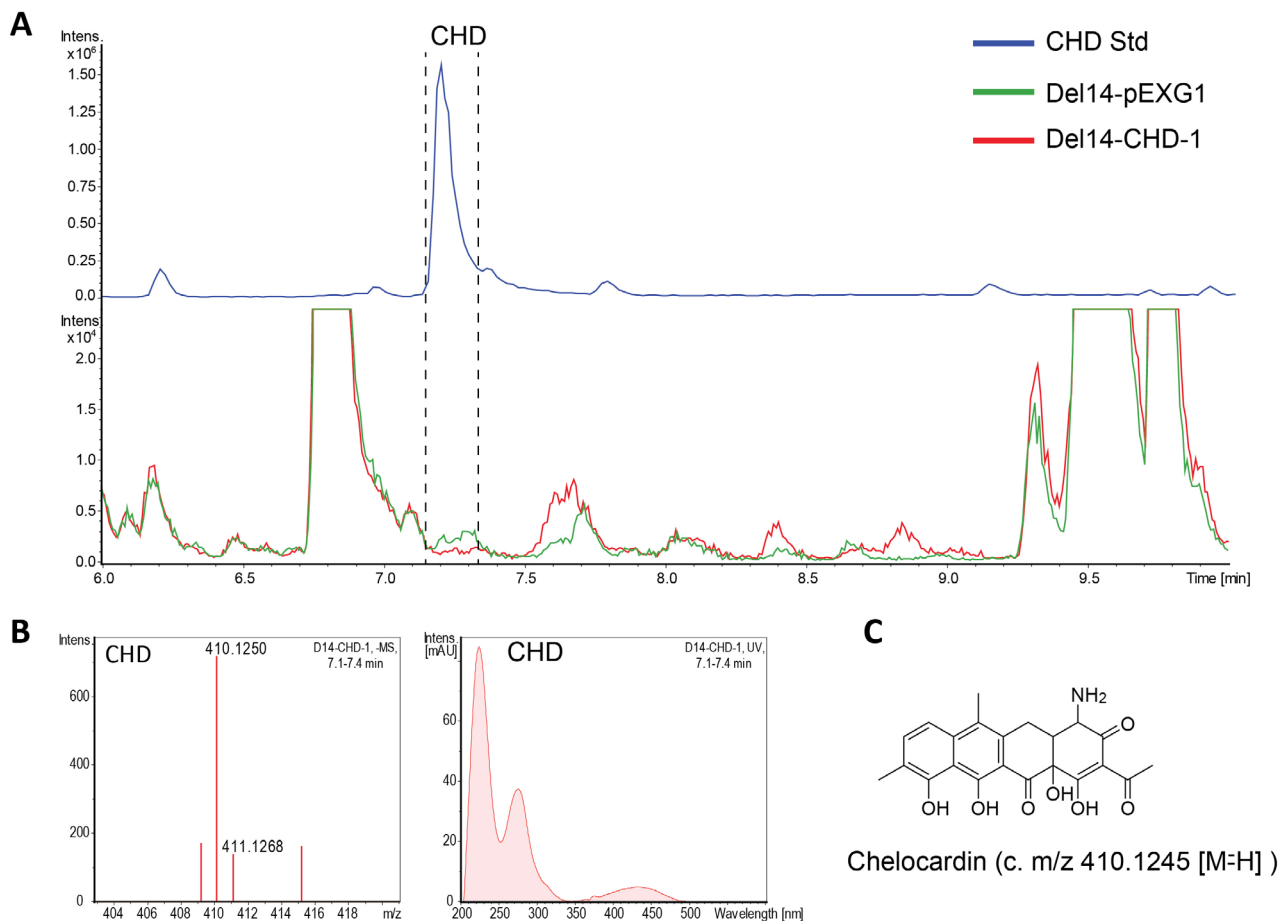 A
CHD
Intens.
x10⁶
1.50
1.25
1.00
0.75
0.50
0.25
0.0
CHD Std
Del14-pEXG1
Del14-CHD-1
Intens.
x10⁴
2.0
1.5
1.0
0.5
0.0
6.0 6.5 7.0 7.5 8.0 8.5 9.0 9.5 Time [min]
B
Intens.
CHD
410.1250
D14-CHD-1, -MS,
7.1-7.4 min
600
400
200
411.1268
0
404 406 408 410 412 414 416 418 m/z
Intens.
[mAU]
CHD
D14-CHD-1, UV,
7.1-7.4 min
80
60
40
20
0
200 250 300 350 400 450 500 Wavelength [nm]
C
NH₂
O
OH
OH OH O OH O
Chelocardin (c. m/z 410.1245 [M-H] )